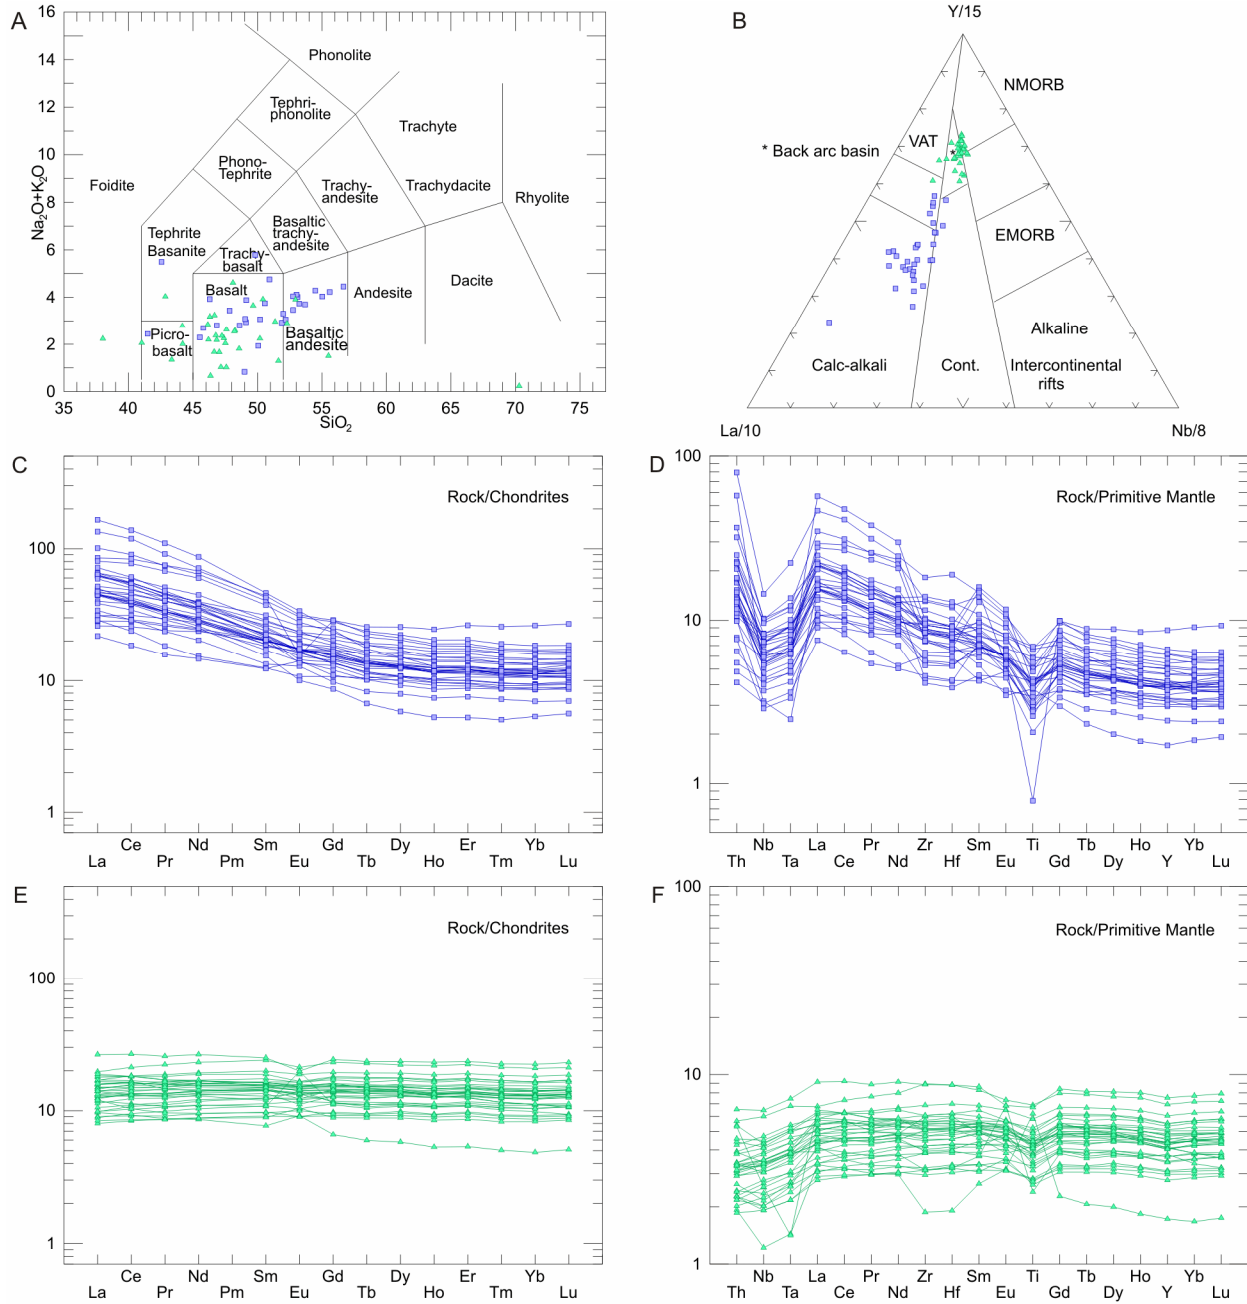 A
16
14
12
10
8
6
4
2
0
Na2O+K2O
35
40
45
50
55
60
65
70
75
SiO2
Phonolite
Tephri-
phonolite
Trachyte
Phono-
Tephrite
Foidite
Trachy-
andesite
Trachydacite
Rhyolite
Tephrite
Basanite
Basaltic
trachy-
andesite
Trachy-
basalt
Basalt
Andesite
Dacite
Picro-
basalt
Basaltic
andesite
B
Y/15
NMORB
VAT
* Back arc basin
*
EMORB
Alkaline
Calc-alkali
Cont.
Intercontinental
rifts
La/10
Nb/8
C
Rock/Chondrites
100
10
1
La Ce Pr Nd Pm Sm Eu Gd Tb Dy Ho Er Tm Yb Lu
D
Rock/Primitive Mantle
100
10
1
Th Nb Ta La Ce Pr Nd Zr Hf Sm Eu Ti Gd Tb Dy Ho Y Yb Lu
E
Rock/Chondrites
100
10
1
La Ce Pr Nd Pm Sm Eu Gd Tb Dy Ho Er Tm Yb Lu
F
Rock/Primitive Mantle
100
10
1
Th Nb Ta La Ce Pr Nd Zr Hf Sm Eu Ti Gd Tb Dy Ho Y Yb Lu